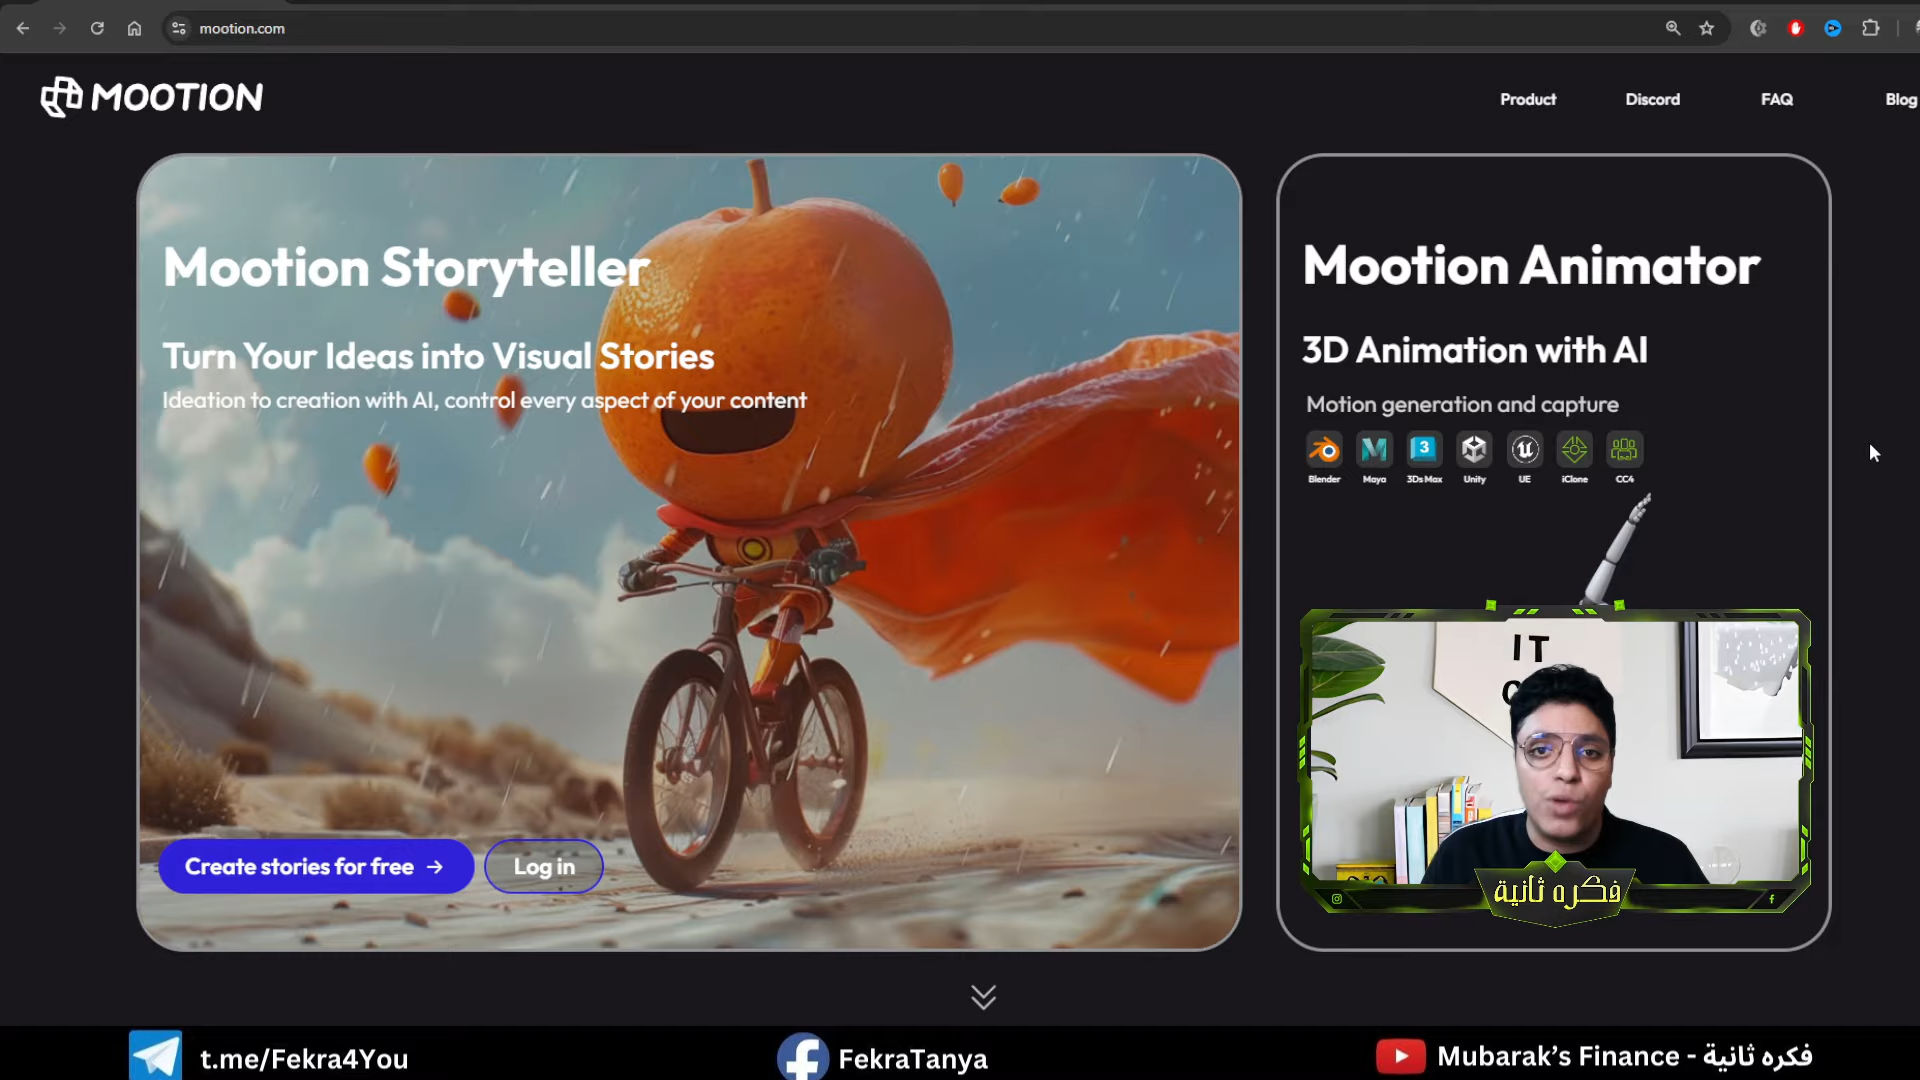 mootion.com
MOOTION
Product
Discord
FAQ
Blog
Mootion Storyteller
Turn Your Ideas into Visual Stories
Ideation to creation with AI, control every aspect of your content
Create stories for free →
Log in
Mootion Animator
3D Animation with AI
Motion generation and capture
3
Blender
Maya
3Ds Max
Unity
UE
iClone
CC4
IT
فكره ثانية
t.me/Fekra4You
FekraTanya
Mubarak's Finance - فكره ثانية